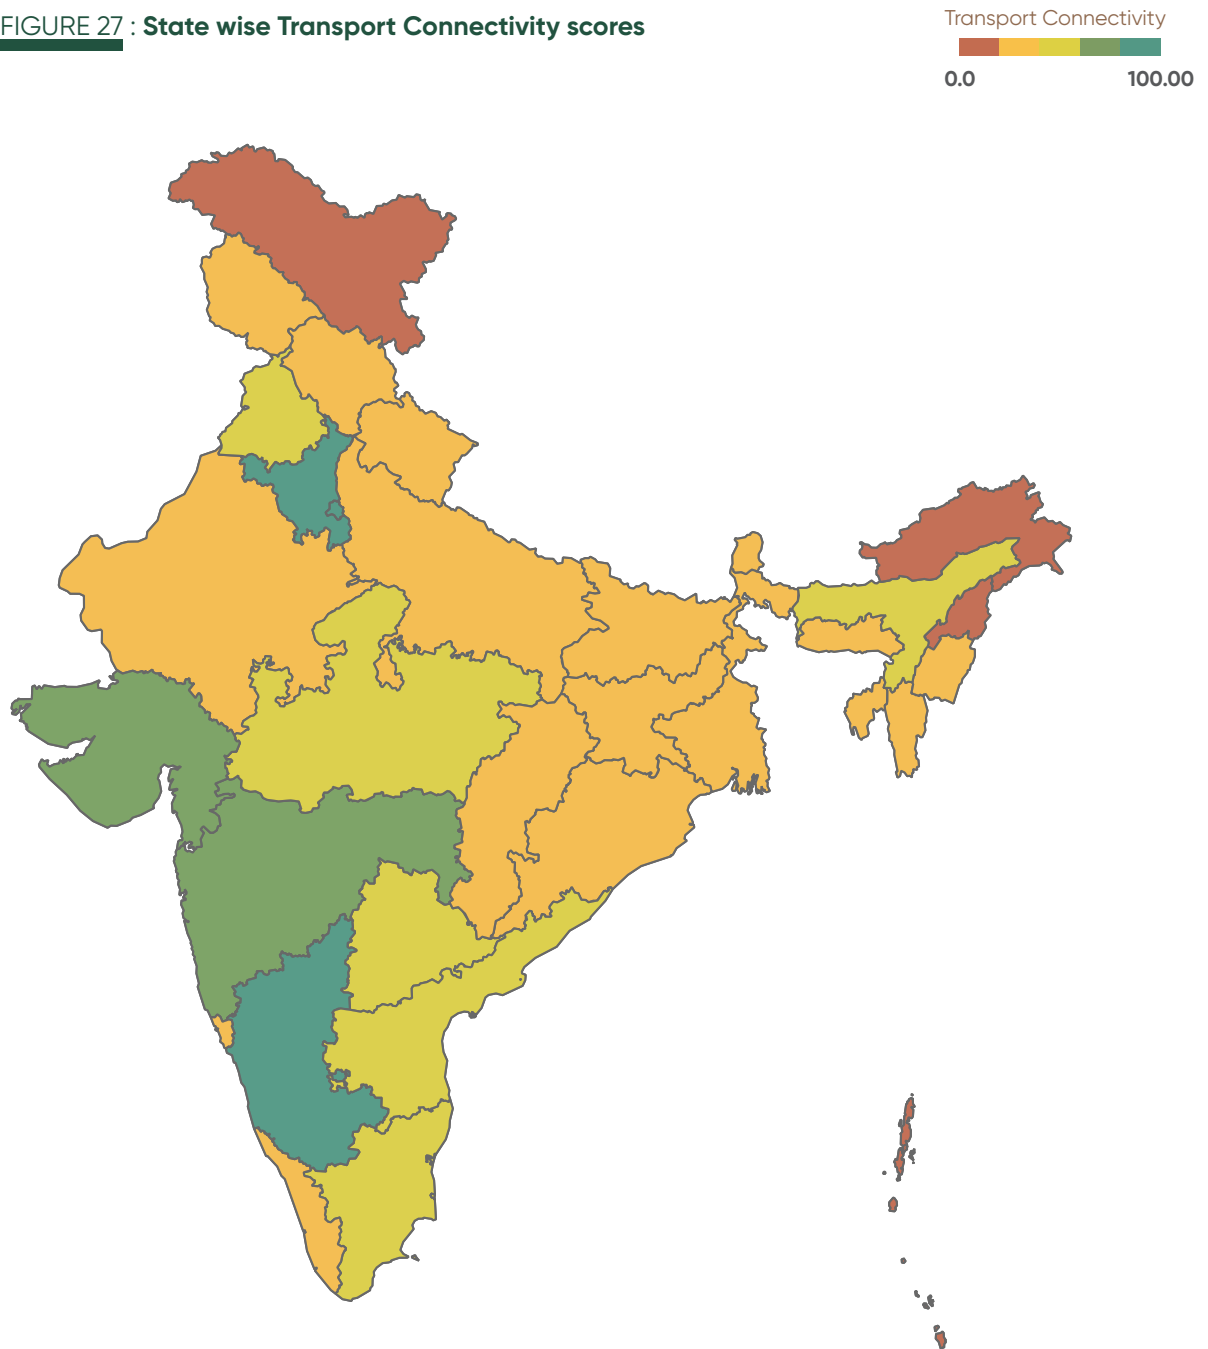 FIGURE 27 : State wise Transport Connectivity scores
Transport Connectivity
0.0 100.00